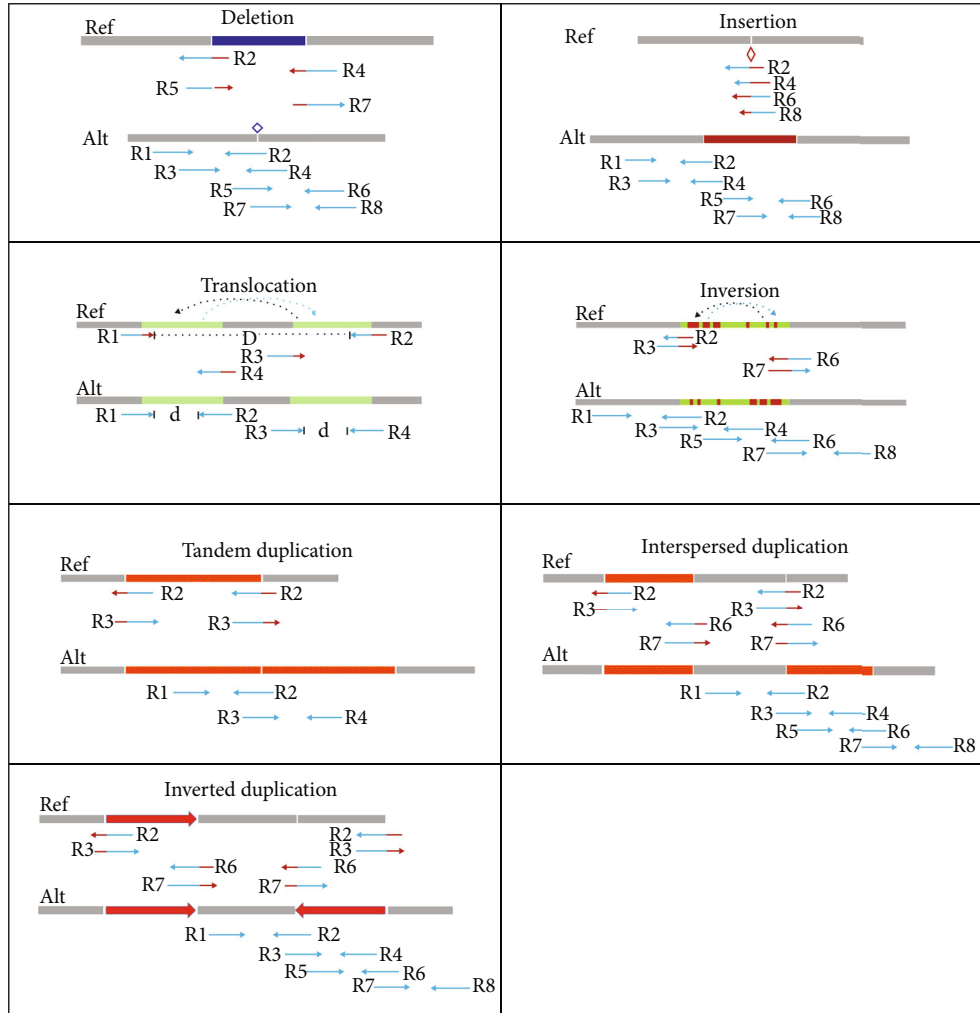 Deletion
Ref
R2
R4
R5
R7
Alt
R1 R2
R3 R4
R5 R6
R7 R8
Insertion
Ref
R2
R4
R6
R8
Alt
R1 R2
R3 R4
R5 R6
R7 R8
Translocation
Ref
R1 D R2
R3
R4
Alt
R1 d R2
R3 d R4
Inversion
Ref
R2
R3
R6
R7
Alt
R1 R2
R3 R4
R5 R6
R7 R8
Tandem duplication
Ref
R2 R2
R3 R3
Alt
R1 R2
R3 R4
Interspersed duplication
Ref
R2 R2
R3 R3
R6 R6
R7 R7
Alt
R1 R2
R3 R4
R5 R6
R7 R8
Inverted duplication
Ref
R2 R2
R3 R3
R6 R6
R7 R7
Alt
R1 R2
R3 R4
R5 R6
R7 R8